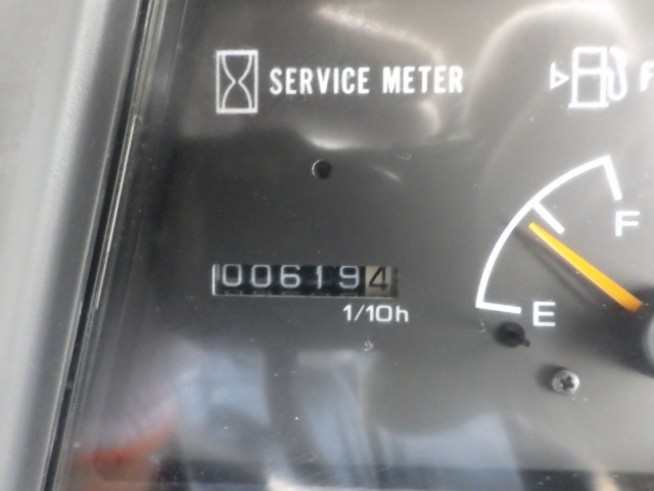 SERVICE METER
F
006194
1/10h
F
E